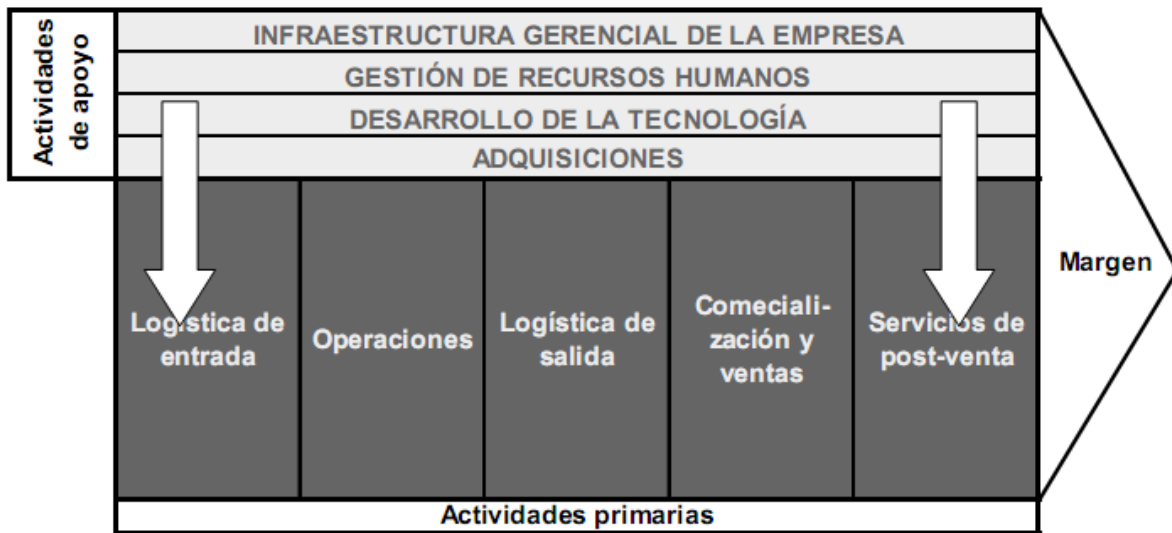 Actividades
de apoyo
INFRAESTRUCTURA GERENCIAL DE LA EMPRESA
GESTIÓN DE RECURSOS HUMANOS
DESARROLLO DE LA TECNOLOGÍA
ADQUISICIONES
Logística de
entrada
Operaciones
Logística de
salida
Comeciali-
zación y
ventas
Servicios de
post-venta
Margen
Actividades primarias